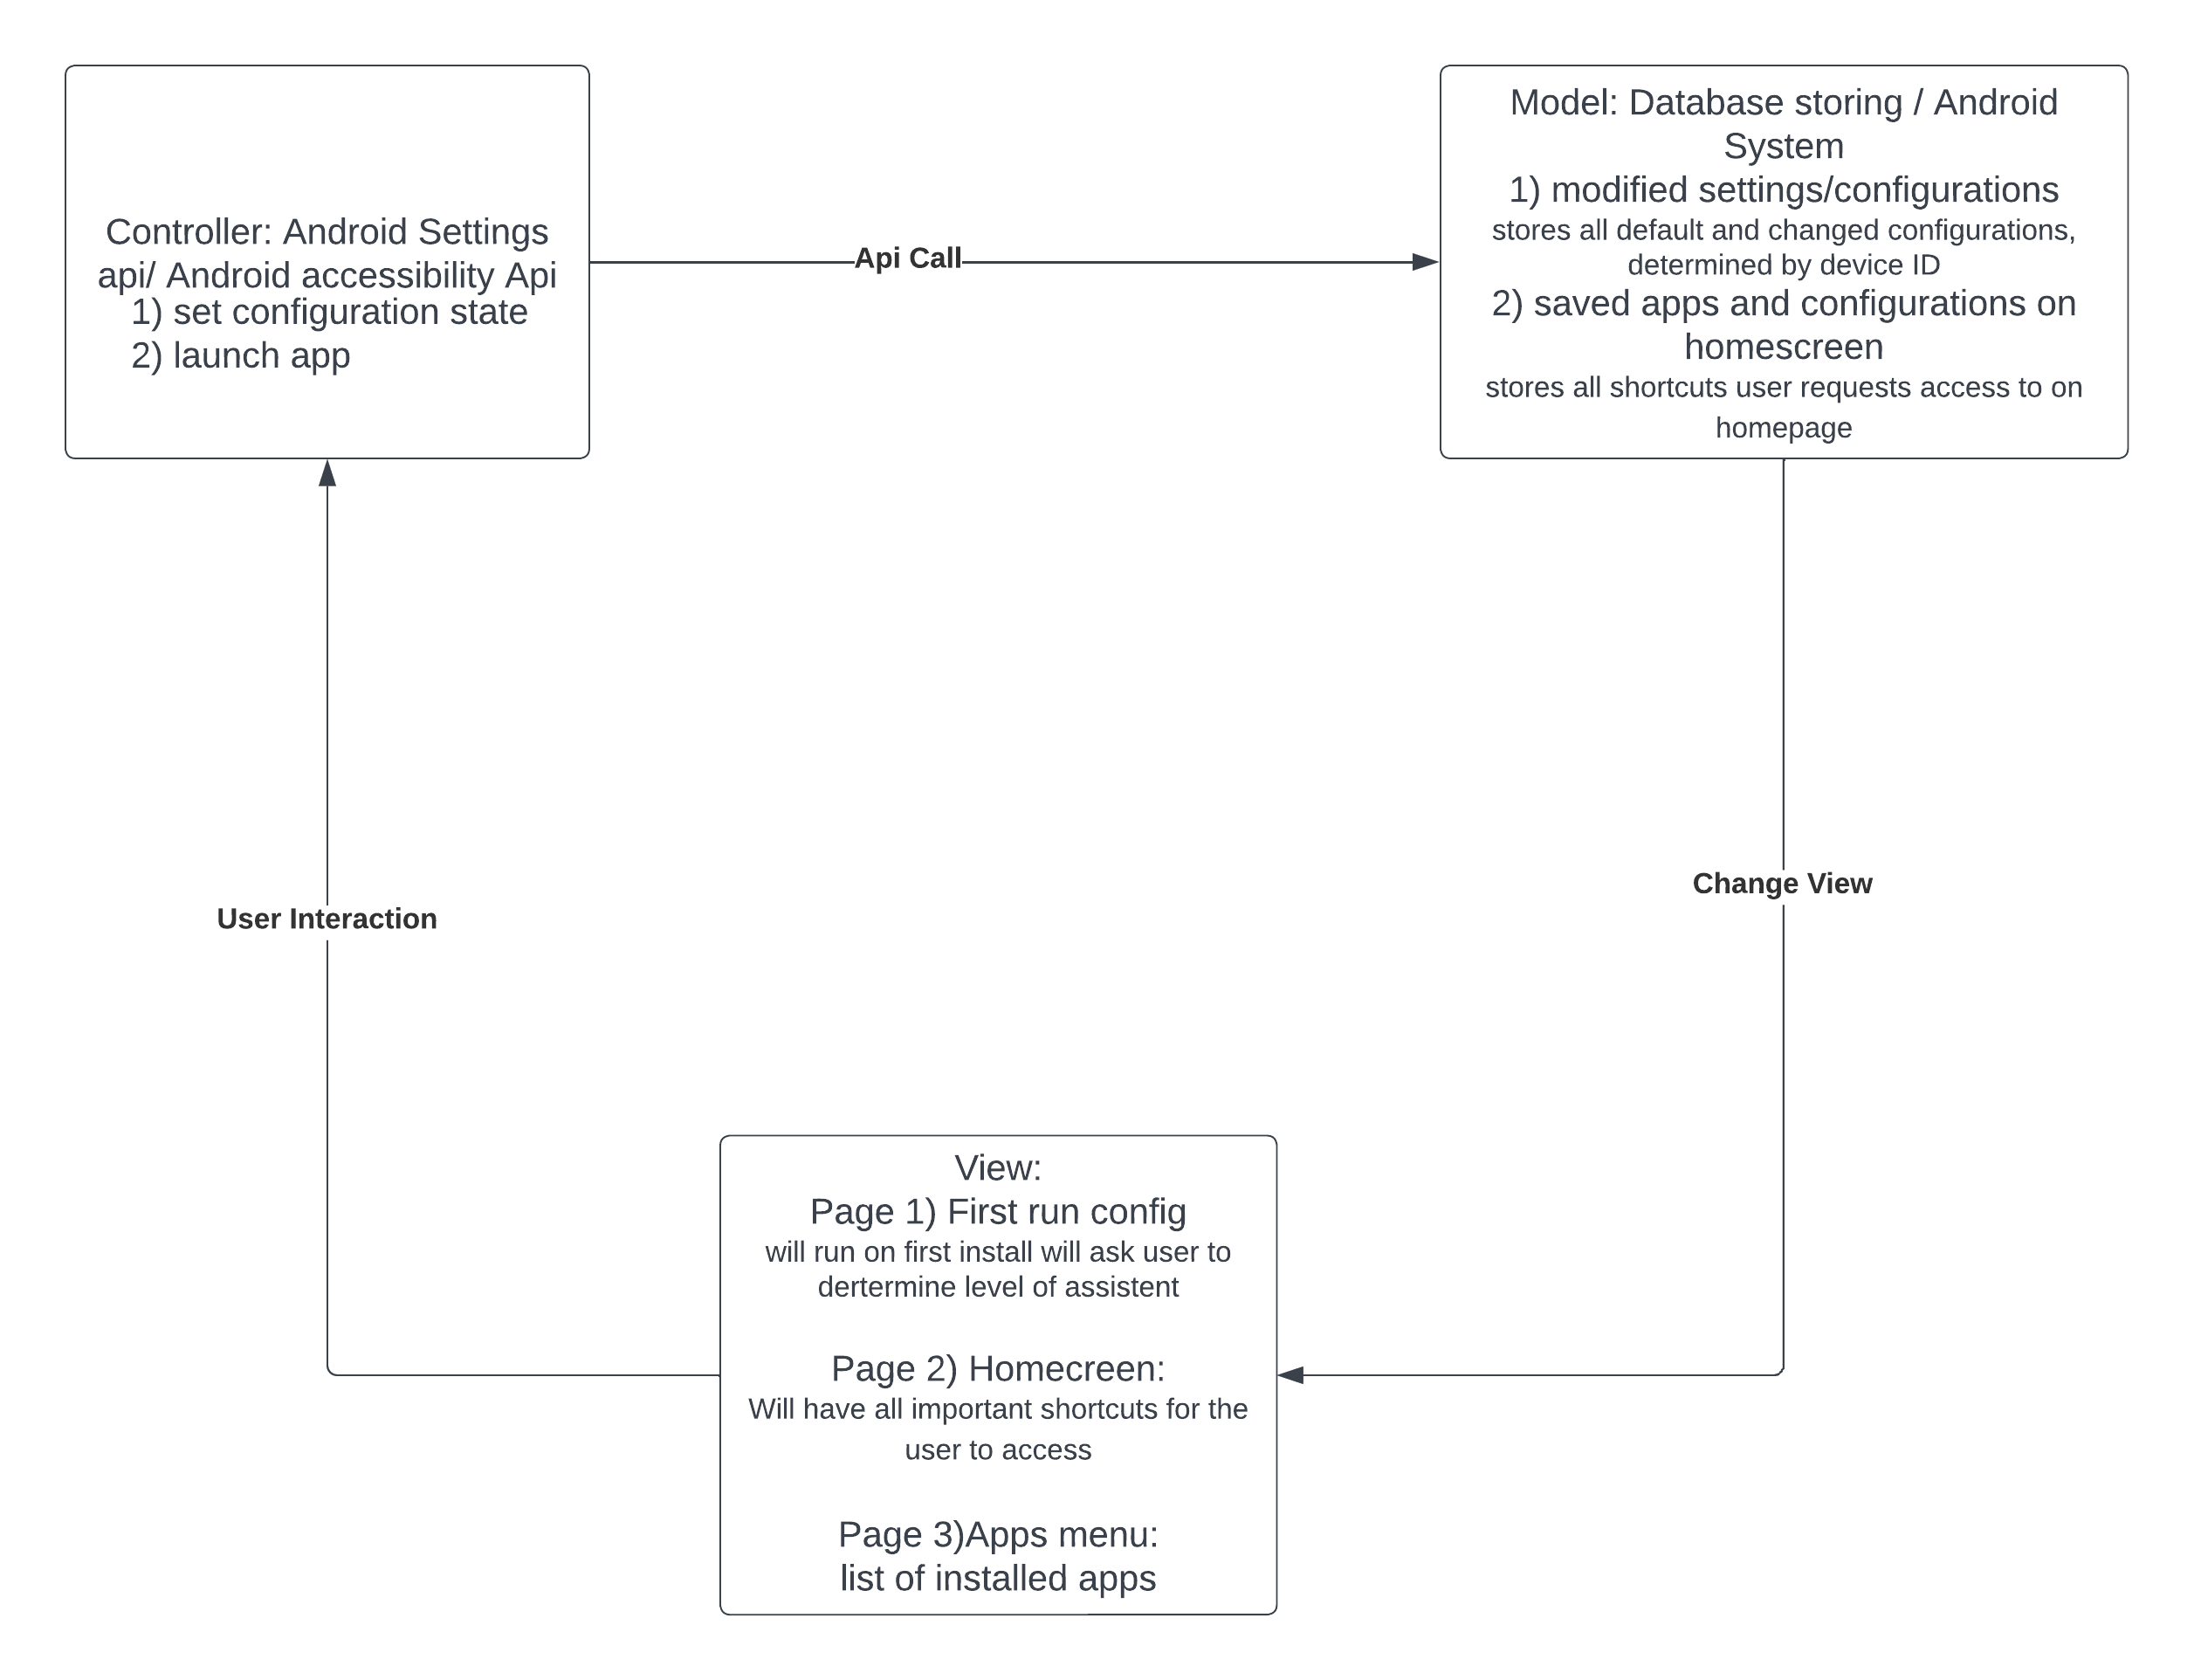 Controller: Android Settings
api/ Android accessibility Api
1) set configuration state
2) launch app
Api Call
Model: Database storing / Android
System
1) modified settings/configurations
stores all default and changed configurations,
determined by device ID
2) saved apps and configurations on
homescreen
stores all shortcuts user requests access to on
homepage
User Interaction
Change View
View:
Page 1) First run config
will run on first install will ask user to
dertermine level of assistent
Page 2) Homecreen:
Will have all important shortcuts for the
user to access
Page 3)Apps menu:
list of installed apps